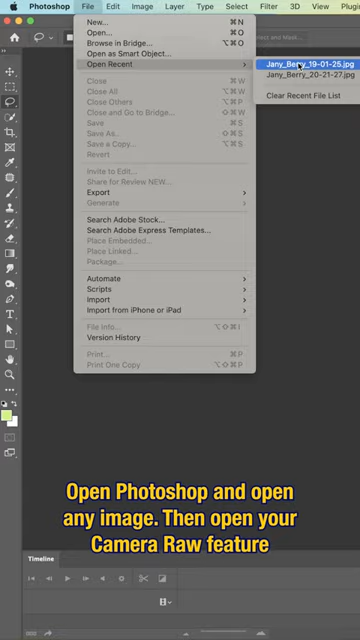 Photoshop File Edit Image Layer Type Select Filter 3D View Plugins
New... ⌘N
Open... ⌘O
Browse in Bridge... ⌥⌘O
Open as Smart Object...
Open Recent
Jany_Berry_19-01-25.jpg
Jany_Berry_20-21-27.jpg
Clear Recent File List
Close ⌘W
Close All ⌥⌘W
Close Others ⌥⌘P
Close and Go to Bridge... ⇧⌘W
Save ⌘S
Save As... ⇧⌘S
Save a Copy... ⌥⌘S
Revert
Invite to Edit...
Share for Review NEW...
Export
Generate
Search Adobe Stock...
Search Adobe Express Templates...
Place Embedded...
Place Linked...
Package...
Automate
Scripts
Import
Import from iPhone or iPad
File Info... ⌥⇧⌘I
Version History
Print... ⌘P
Print One Copy ⌥⇧⌘P
Open Photoshop and open
any image. Then open your
Camera Raw feature
Timeline